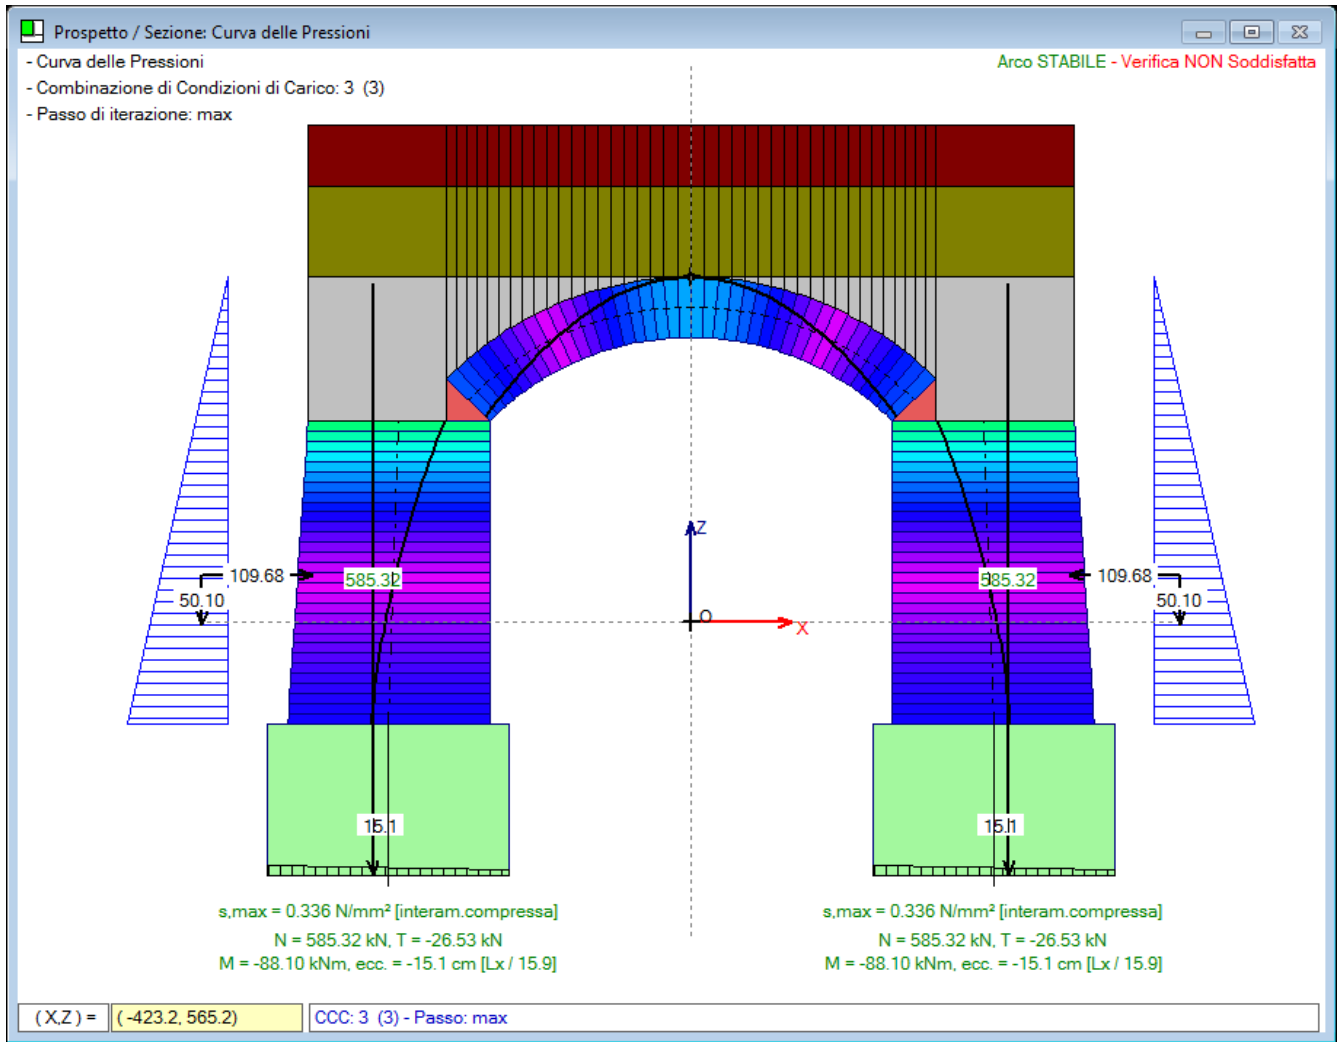 Prospetto / Sezione: Curva delle Pressioni
- Curva delle Pressioni
Arco STABILE - Verifica NON Soddisfatta
- Combinazione di Condizioni di Carico: 3 (3)
- Passo di iterazione: max
Z
109.68
585.32
585.32
109.68
50.10
50.10
O
X
15.1
15.1
s,max = 0.336 N/mm² [interam.compressa]
N = 585.32 kN, T = -26.53 kN
M = -88.10 kNm, ecc. = -15.1 cm [Lx / 15.9]
s,max = 0.336 N/mm² [interam.compressa]
N = 585.32 kN, T = -26.53 kN
M = -88.10 kNm, ecc. = -15.1 cm [Lx / 15.9]
( X,Z ) =
( -423.2, 565.2)
CCC: 3 (3) - Passo: max